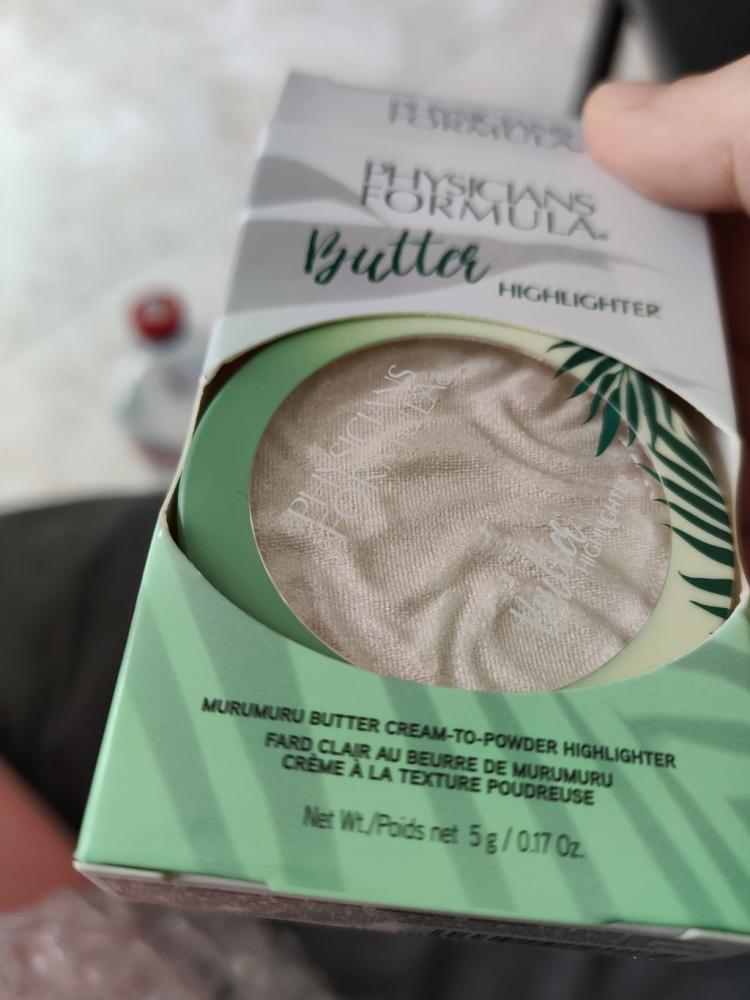 PHYSICIANS
FORMULA
PHYSICIANS
FORMULA®
Butter
HIGHLIGHTER
PHYSICIANS
FORMULA®
Butter
HIGHLIGHTER
MURUMURU BUTTER CREAM-TO-POWDER HIGHLIGHTER
FARD CLAIR AU BEURRE DE MURUMURU
CRÈME À LA TEXTURE POUDREUSE
Net Wt./Poids net 5 g / 0.17 Oz.